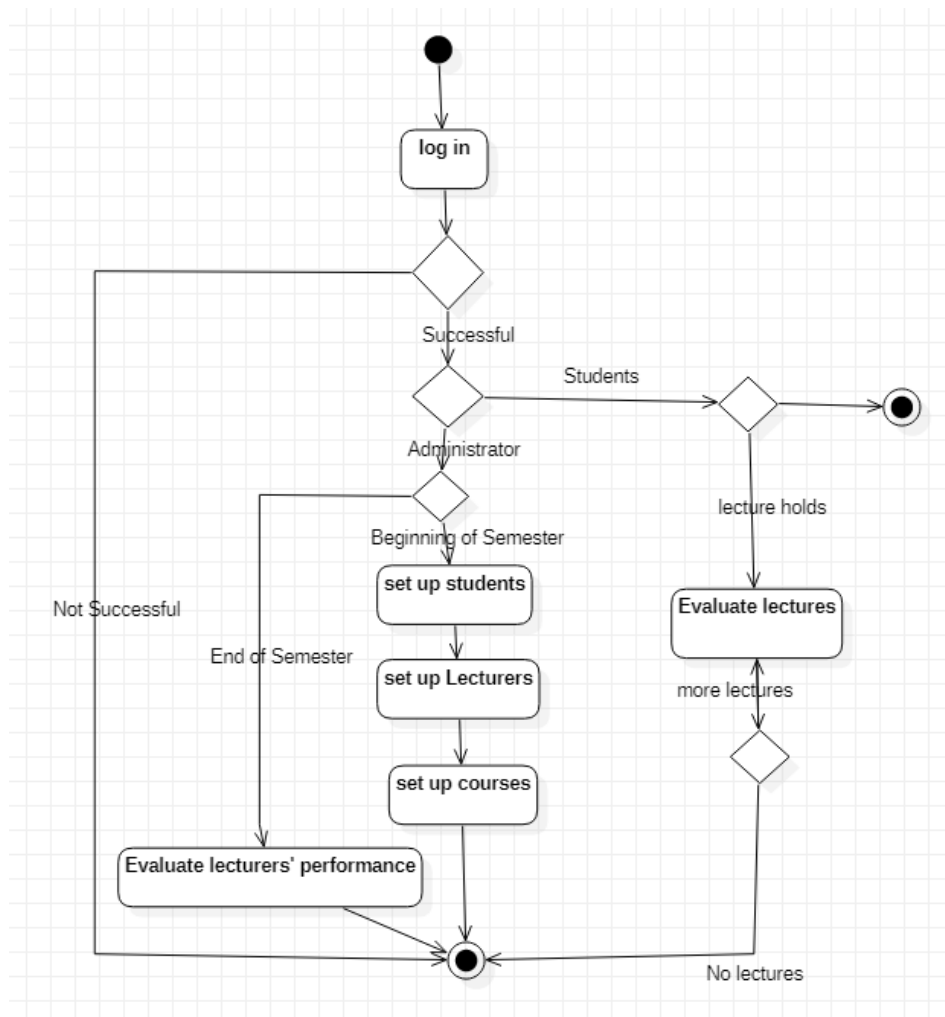 log in
Successful
Students
Administrator
lecture holds
Beginning of Semester
set up students
Evaluate lectures
Not Successful
End of Semester
set up Lecturers
more lectures
set up courses
Evaluate lecturers' performance
No lectures